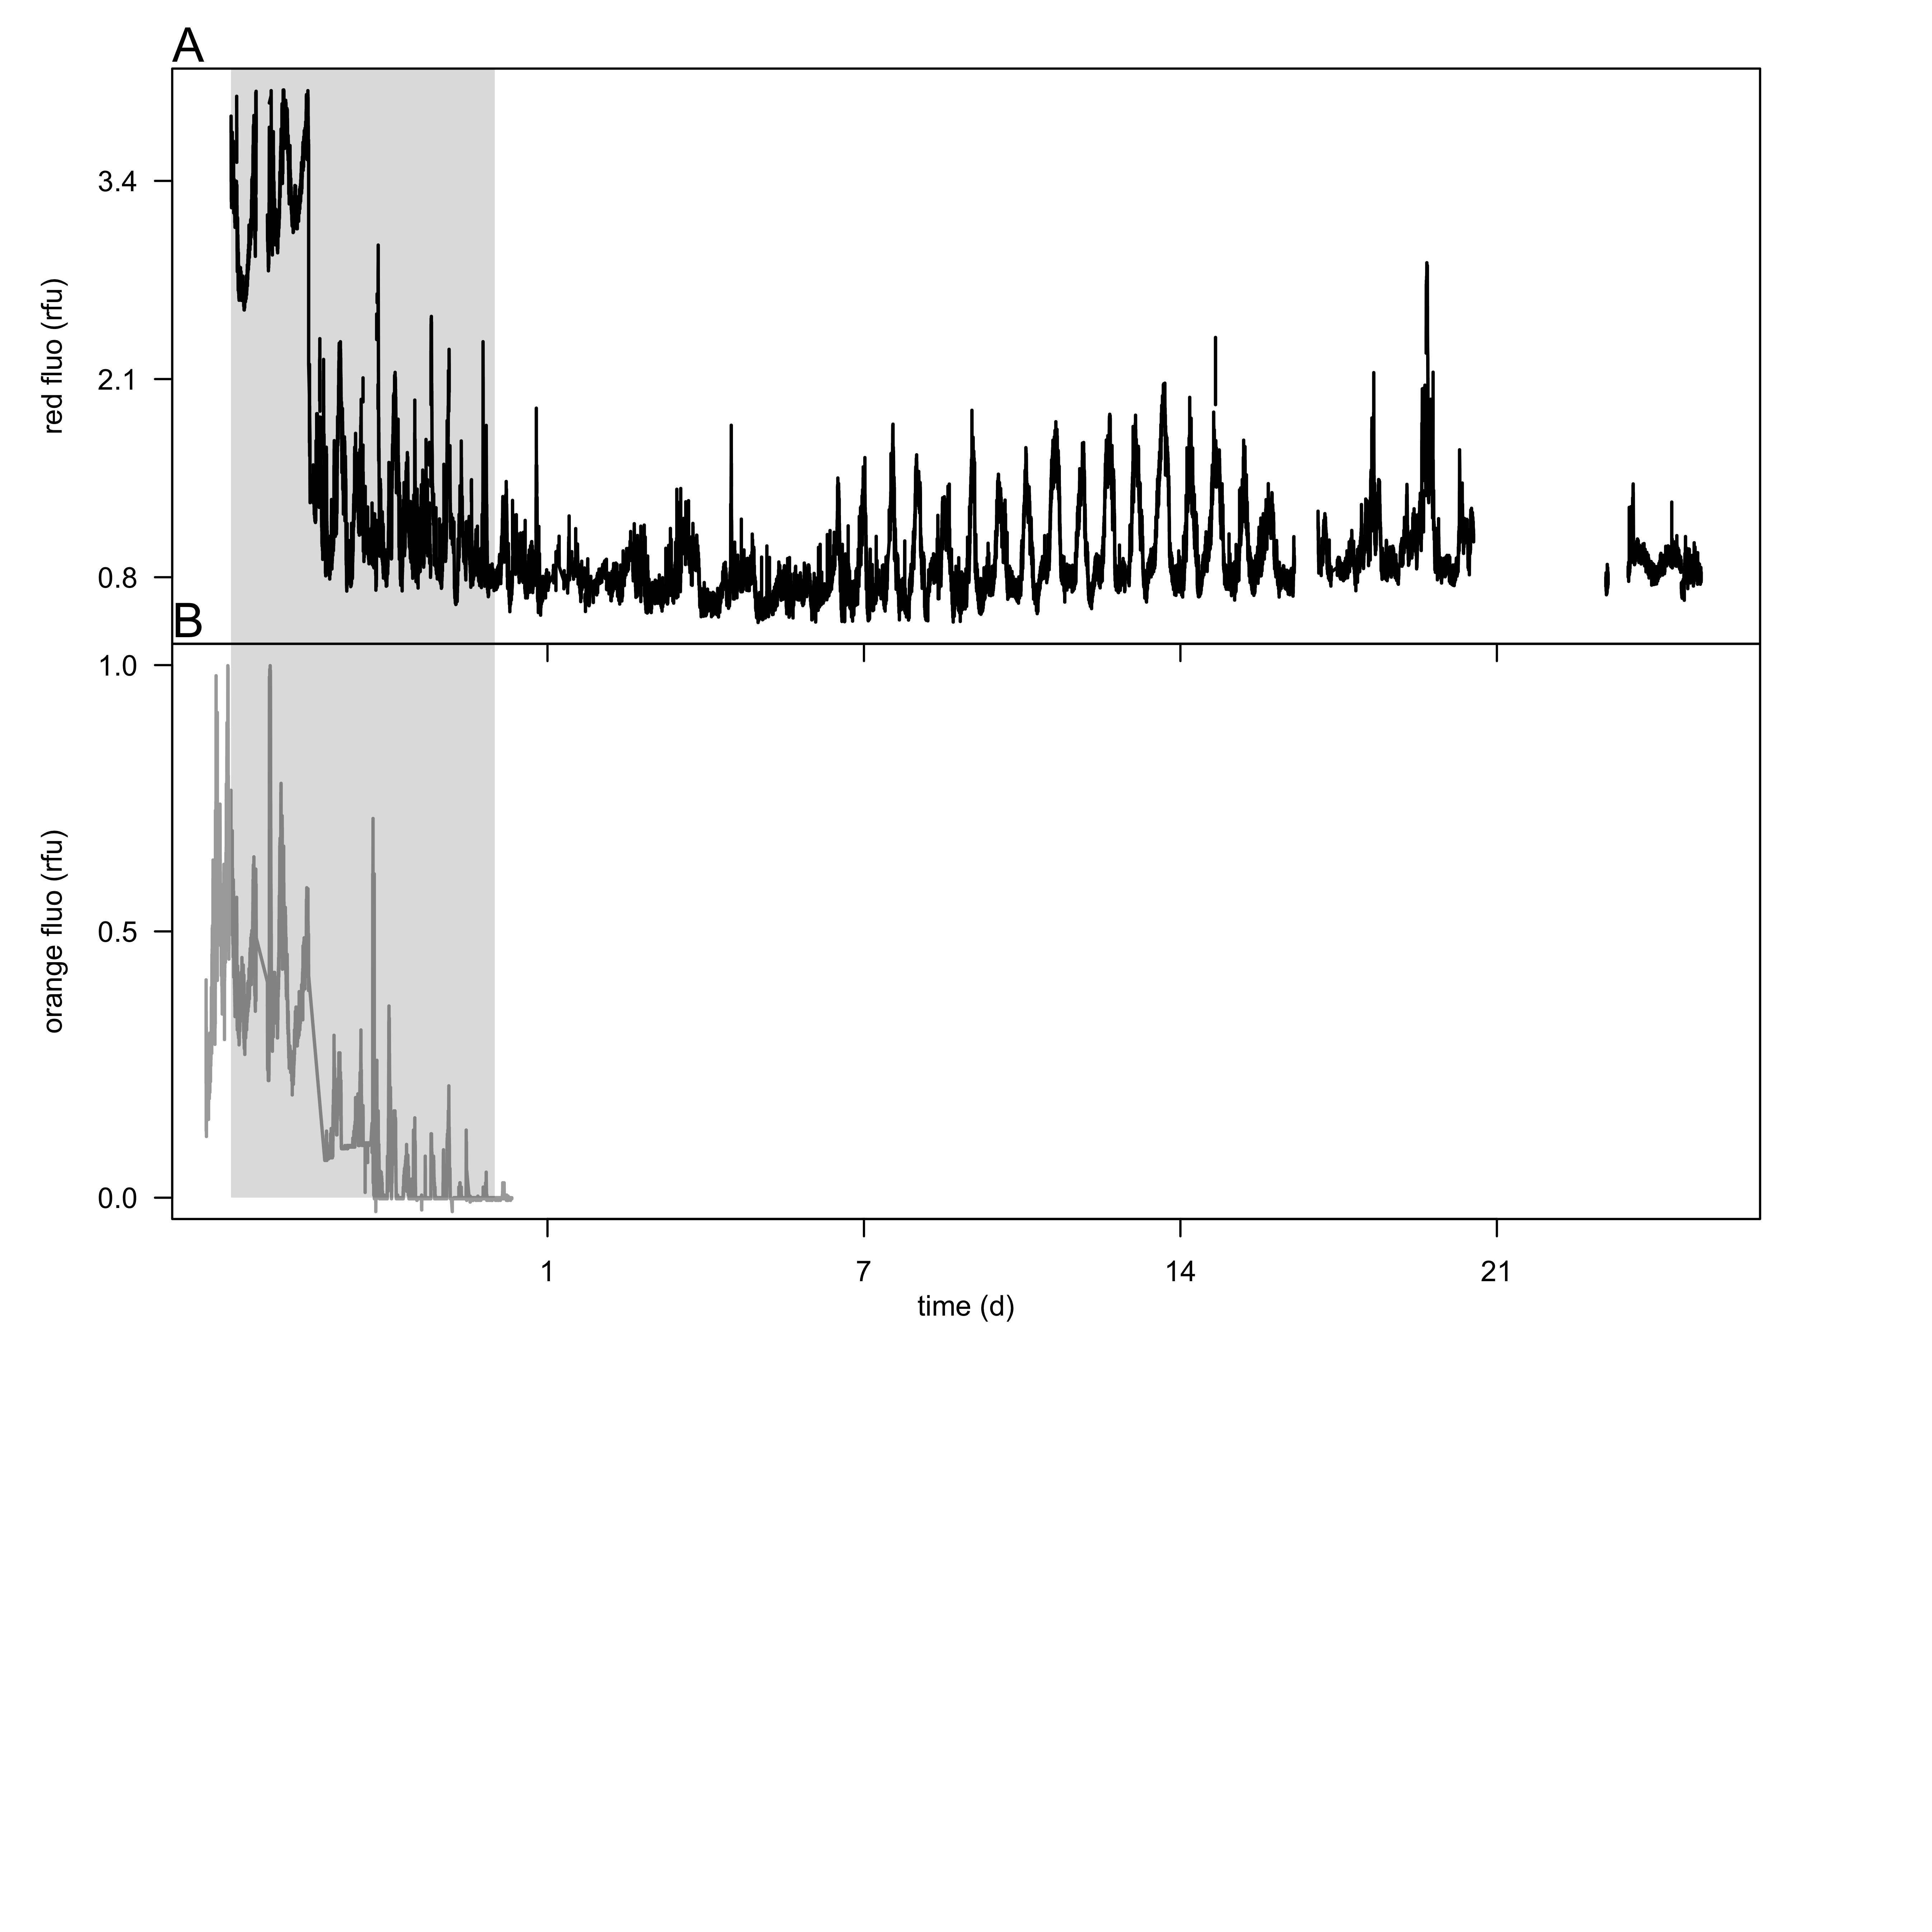 A
3.4
2.1
0.8
red fluo (rfu)
B
1.0
0.5
0.0
orange fluo (rfu)
1 7 14 21
time (d)